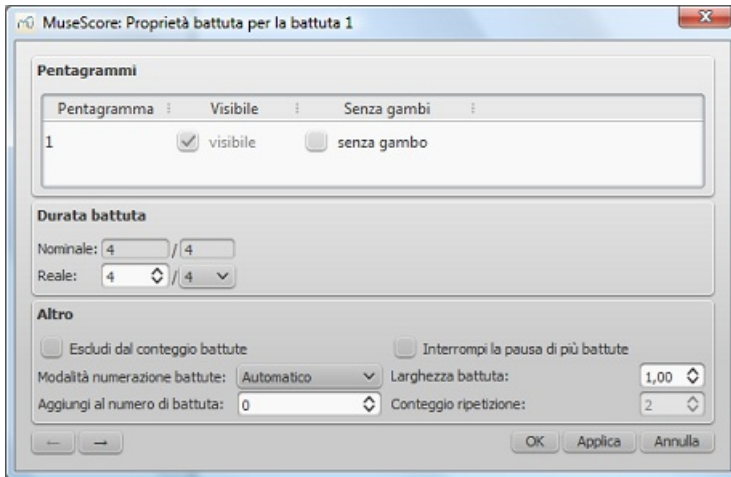 MuseScore: Proprietà battuta per la battuta 1
Pentagrammi
Pentagramma Visibile Senza gambi
1 visibile senza gambo
Durata battuta
Nominale: 4 / 4
Reale: 4 / 4
Altro
Escludi dal conteggio battute Interrompi la pausa di più battute
Modalità numerazione battute: Automatico Larghezza battuta: 1,00
Aggiungi al numero di battuta: 0 Conteggio ripetizione: 2
← → OK Applica Annulla